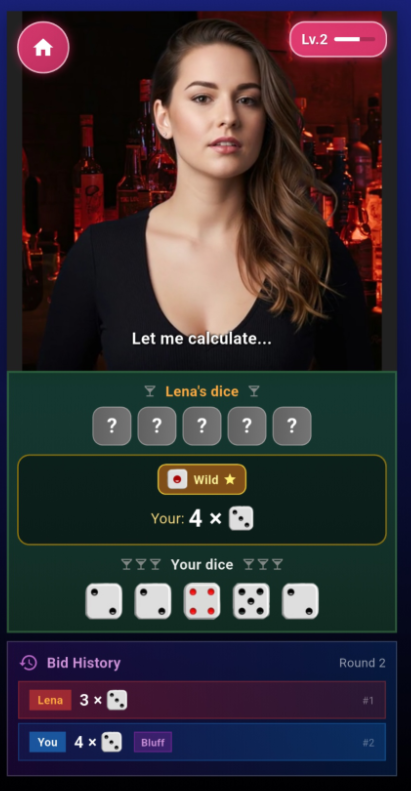 Lv.2
Let me calculate...
Lena's dice
? ? ? ? ?
Wild
Your: 4 ×
Your dice
Bid History Round 2
Lena 3 × #1
You 4 × Bluff #2